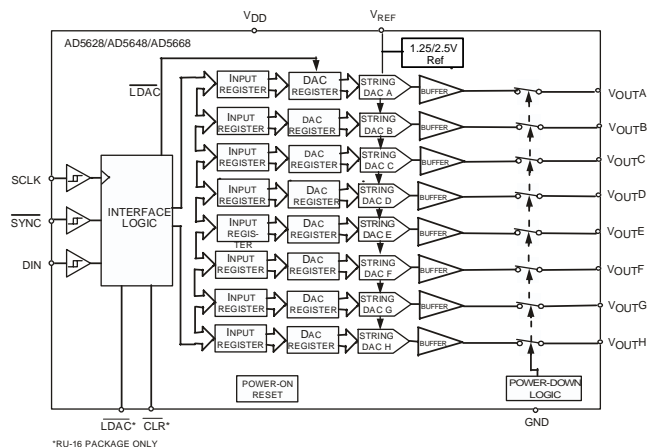 VDD
VREF
AD5628/AD5648/AD5668
1.25/2.5V
Ref
LDAC
INPUT
REGISTER
DAC
REGISTER
STRING
DAC A
BUFFER
VOUTA
INPUT
REGISTER
DAC
REGISTER
STRING
DAC B
BUFFER
VOUTB
INPUT
REGISTER
DAC
REGISTER
STRING
DAC C
BUFFER
VOUTC
SCLK
INPUT
REGISTER
DAC
REGISTER
STRING
DAC D
BUFFER
VOUTD
SYNC
INTERFACE
LOGIC
INPUT
REGIS-
TER
DAC
REGISTER
STRING
DAC E
BUFFER
VOUTE
DIN
INPUT
REGISTER
DAC
REGISTER
STRING
DAC F
BUFFER
VOUTF
INPUT
REGISTER
DAC
REGISTER
STRING
DAC G
BUFFER
VOUTG
INPUT
REGISTER
DAC
REGISTER
STRING
DAC H
BUFFER
VOUTH
POWER-ON
RESET
POWER-DOWN
LOGIC
LDAC*
CLR*
GND
*RU-16 PACKAGE ONLY